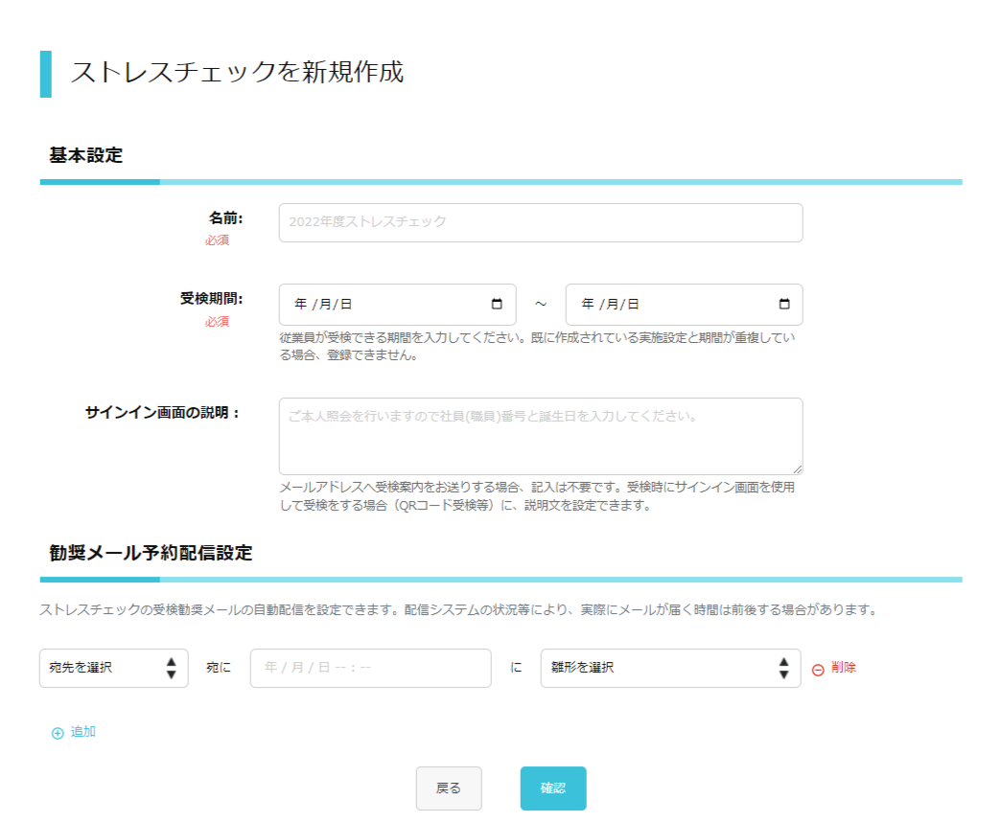 ストレスチェックを新規作成
基本設定
名前:
必須
2022年度ストレスチェック
受検期間:
必須
年 /月/日 ～ 年 /月/日
従業員が受検できる期間を入力してください。既に作成されている実施設定と期間が重複してい
る場合、登録できません。
サインイン画面の説明：
ご本人照会を行いますので社員(職員)番号と誕生日を入力してください。
メールアドレスへ受検案内をお送りする場合、記入は不要です。受検時にサインイン画面を使用
して受検をする場合（QRコード受検等）に、説明文を設定できます。
勧奨メール予約配信設定
ストレスチェックの受検勧奨メールの自動配信を設定できます。配信システムの状況等により、実際にメールが届く時間は前後する場合があります。
宛先を選択 宛に 年 / 月 / 日 -- : -- に 雛形を選択 削除
追加
戻る 確認